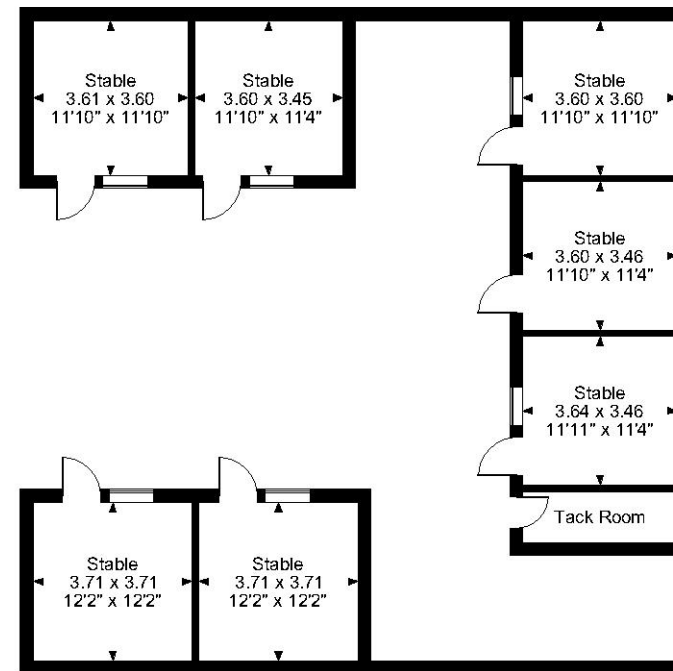 Stable
3.61 x 3.60
11'10" x 11'10"
Stable
3.60 x 3.45
11'10" x 11'4"
Stable
3.60 x 3.60
11'10" x 11'10"
Stable
3.60 x 3.46
11'10" x 11'4"
Stable
3.64 x 3.46
11'11" x 11'4"
Tack Room
Stable
3.71 x 3.71
12'2" x 12'2"
Stable
3.71 x 3.71
12'2" x 12'2"